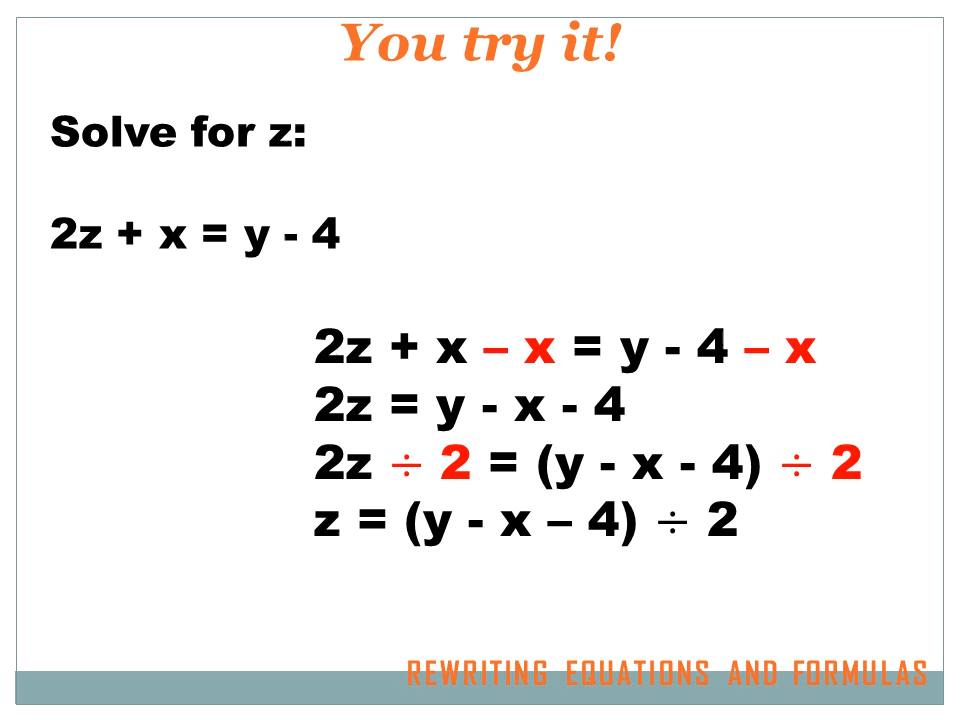 You try it!
Solve for z:
2z + x = y - 4
2z + x – x = y - 4 – x
2z = y - x - 4
2z ÷ 2 = (y - x - 4) ÷ 2
z = (y - x – 4) ÷ 2
REWRITING EQUATIONS AND FORMULAS